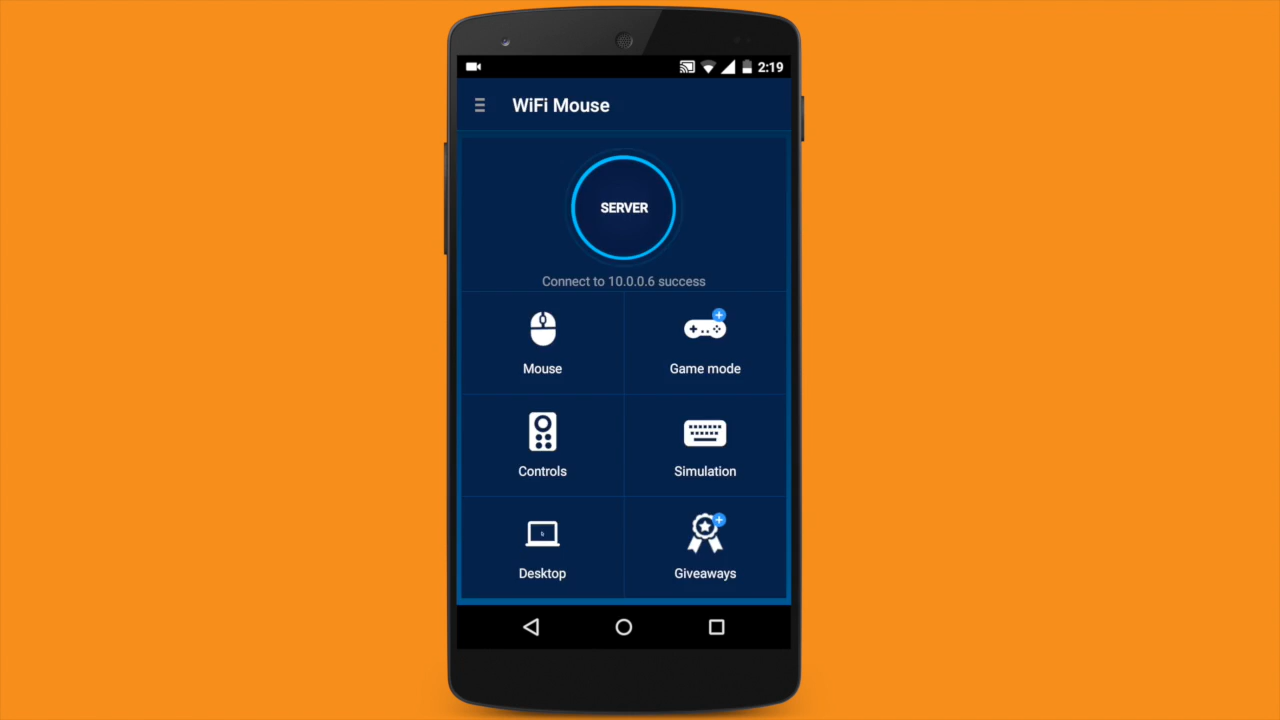 2:19
WiFi Mouse
SERVER
Connect to 10.0.0.6 success
Mouse
Game mode
Controls
Simulation
Desktop
Giveaways